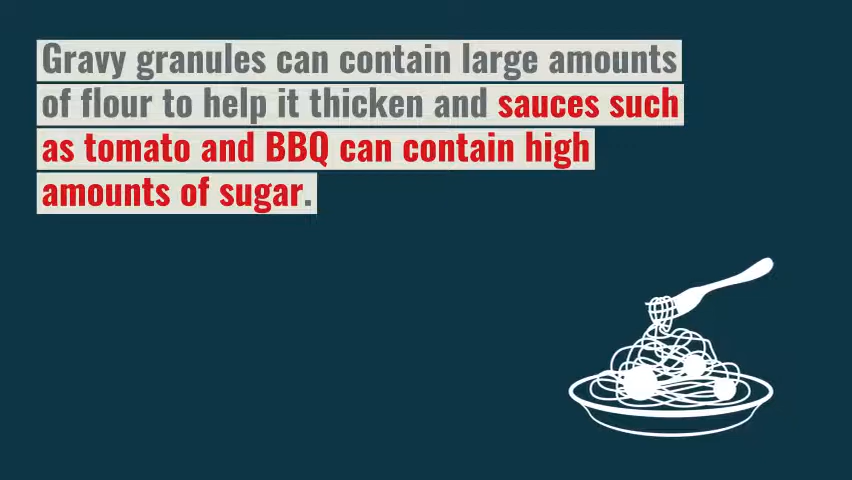 Gravy granules can contain large amounts
of flour to help it thicken and sauces such
as tomato and BBQ can contain high
amounts of sugar.